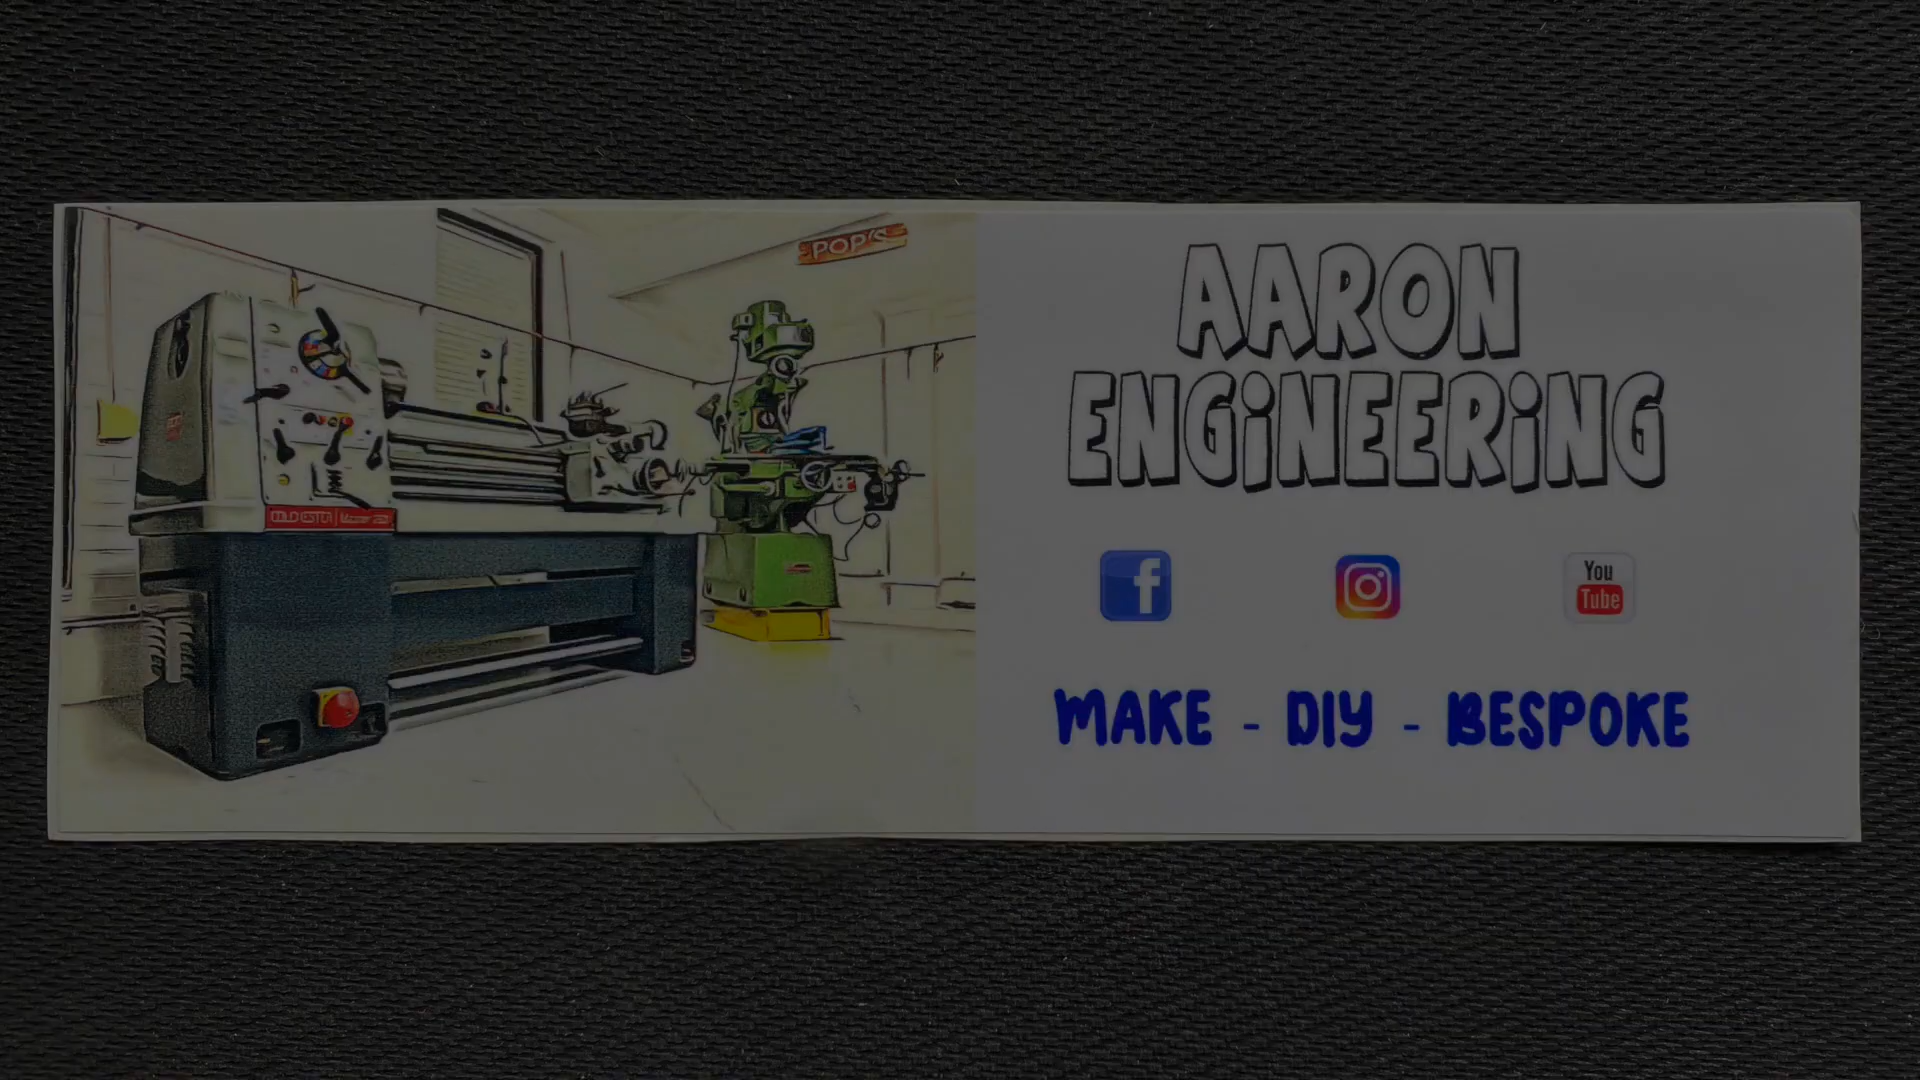 POP'S
AARON
ENGINEERING
f
You
Tube
MAKE - DIY - BESPOKE